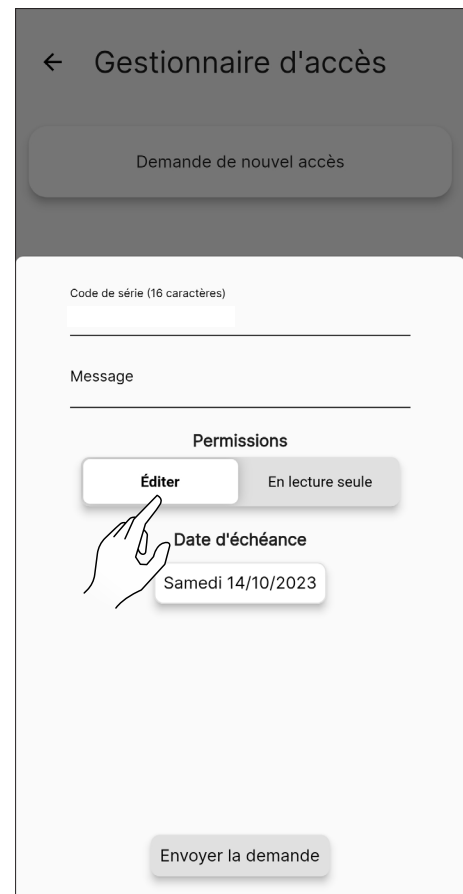 Gestionnaire d'accès
Demande de nouvel accès
Code de série (16 caractères)
Message
Permissions
Éditer En lecture seule
Date d'échéance
Samedi 14/10/2023
Envoyer la demande